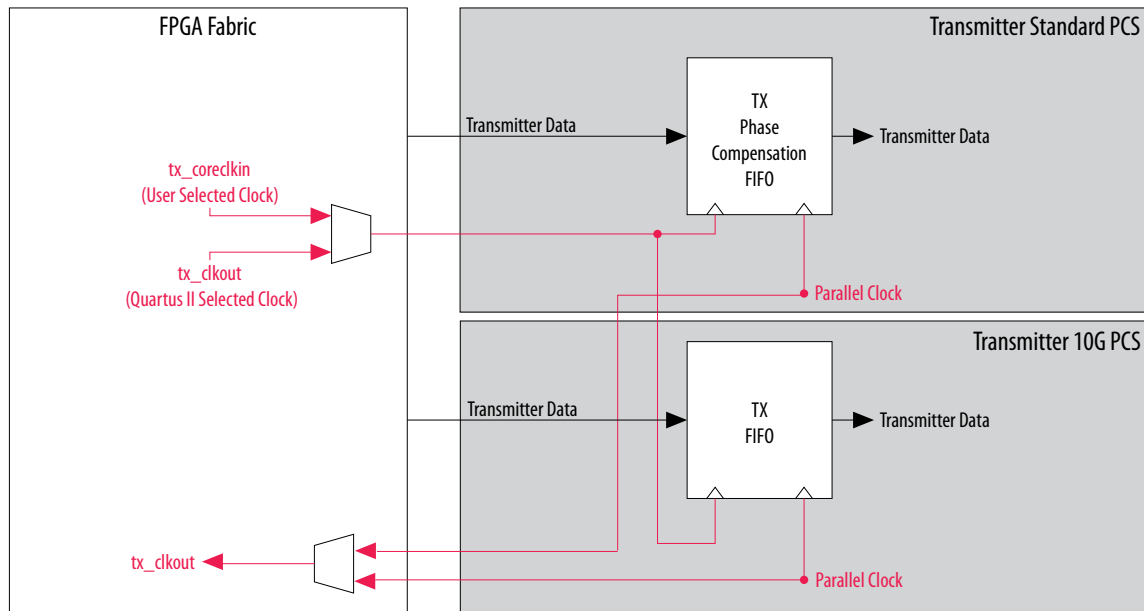 FPGA Fabric
Transmitter Standard PCS
TX
Phase
Compensation
FIFO
Transmitter Data
Transmitter Data
tx_coreclkin
(User Selected Clock)
tx_clkout
(Quartus II Selected Clock)
Parallel Clock
Transmitter 10G PCS
TX
FIFO
Transmitter Data
Transmitter Data
tx_clkout
Parallel Clock